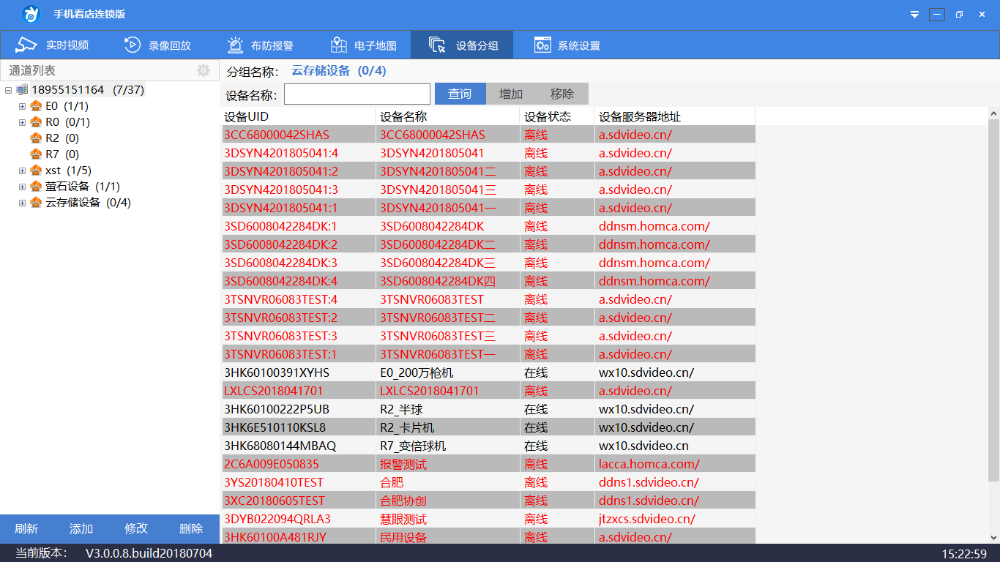 手机看店连锁版
实时视频 录像回放 布防报警 电子地图 设备分组 系统设置
通道列表
18955151164 (7/37)
E0 (1/1)
R0 (0/1)
R2 (0)
R7 (0)
xst (1/5)
萤石设备 (1/1)
云存储设备 (0/4)
刷新 添加 修改 删除
分组名称: 云存储设备 (0/4)
设备名称: 查询 增加 移除
设备UID 设备名称 设备状态 设备服务器地址
3CC68000042SHAS 3CC68000042SHAS 离线 a.sdvideo.cn/
3DSYN4201805041:4 3DSYN4201805041 离线 a.sdvideo.cn/
3DSYN4201805041:2 3DSYN4201805041二 离线 a.sdvideo.cn/
3DSYN4201805041:3 3DSYN4201805041三 离线 a.sdvideo.cn/
3DSYN4201805041:1 3DSYN4201805041一 离线 a.sdvideo.cn/
3SD6008042284DK:1 3SD6008042284DK 离线 ddnsm.homca.com/
3SD6008042284DK:2 3SD6008042284DK二 离线 ddnsm.homca.com/
3SD6008042284DK:3 3SD6008042284DK三 离线 ddnsm.homca.com/
3SD6008042284DK:4 3SD6008042284DK四 离线 ddnsm.homca.com/
3TSNVR06083TEST:4 3TSNVR06083TEST 离线 a.sdvideo.cn/
3TSNVR06083TEST:2 3TSNVR06083TEST二 离线 a.sdvideo.cn/
3TSNVR06083TEST:3 3TSNVR06083TEST三 离线 a.sdvideo.cn/
3TSNVR06083TEST:1 3TSNVR06083TEST一 离线 a.sdvideo.cn/
3HK60100391XYHS E0_200万枪机 在线 wx10.sdvideo.cn/
LXLCS2018041701 LXLCS2018041701 离线 a.sdvideo.cn/
3HK60100222P5UB R2_半球 在线 wx10.sdvideo.cn/
3HK6E510110KSL8 R2_卡片机 在线 wx10.sdvideo.cn/
3HK68080144MBAQ R7_变倍球机 在线 wx10.sdvideo.cn
2C6A009E050835 报警测试 离线 lacca.homca.com/
3YS20180410TEST 合肥 离线 ddns1.sdvideo.cn/
3XC20180605TEST 合肥协创 离线 ddns1.sdvideo.cn/
3DYB022094QRLA3 慧眼测试 离线 jtzxcs.sdvideo.cn/
3HK60100A481RJY 民用设备 离线 a.sdvideo.cn/
当前版本: V3.0.0.8.build20180704 15:22:59